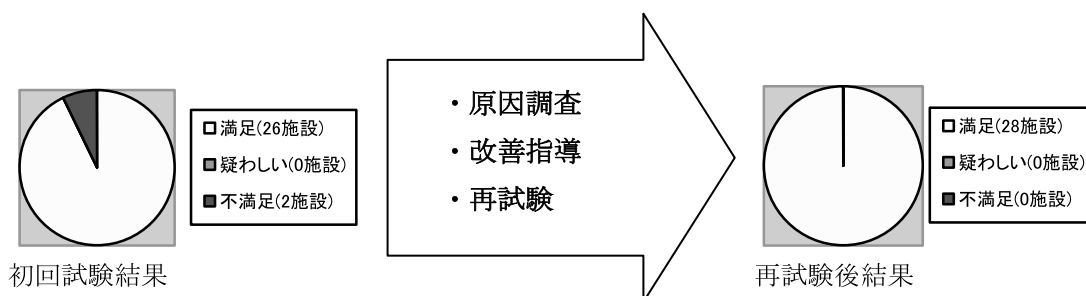 満足(26施設)
疑わしい(0施設)
不満足(2施設)
初回試験結果
・原因調査
・改善指導
・再試験
満足(28施設)
疑わしい(0施設)
不満足(0施設)
再試験後結果